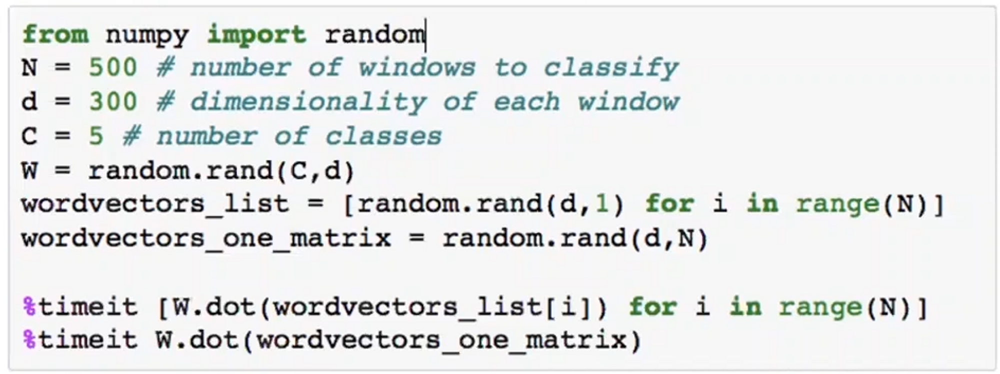 from numpy import random
N = 500 # number of windows to classify
d = 300 # dimensionality of each window
C = 5 # number of classes
W = random.rand(C,d)
wordvectors_list = [random.rand(d,1) for i in range(N)]
wordvectors_one_matrix = random.rand(d,N)
%timeit [W.dot(wordvectors_list[i]) for i in range(N)]
%timeit W.dot(wordvectors_one_matrix)